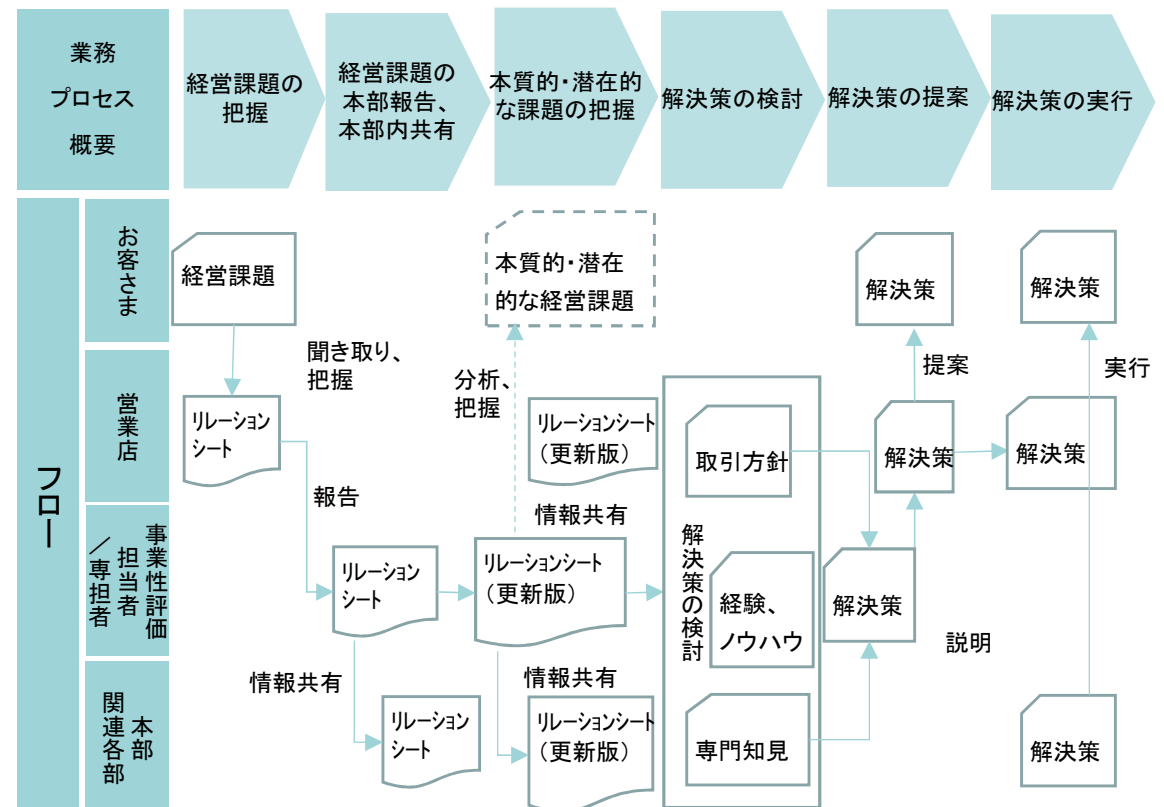 業務
プロセス
概要
経営課題の
把握
経営課題の
本部報告、
本部内共有
本質的・潜在的
な課題の把握
解決策の検討
解決策の提案
解決策の実行
フロー
お客さま
経営課題
本質的・潜在
的な経営課題
解決策
解決策
聞き取り、
把握
分析、
把握
提案
実行
営業店
リレーション
シート
リレーションシート
（更新版）
取引方針
解決策
解決策
報告
情報共有
事業性評価
担当者
／専担者
リレーション
シート
リレーションシート
（更新版）
解決策の検討
経験、
ノウハウ
解決策
説明
情報共有
情報共有
本部
関連各部
リレーション
シート
リレーションシート
（更新版）
専門知見
解決策